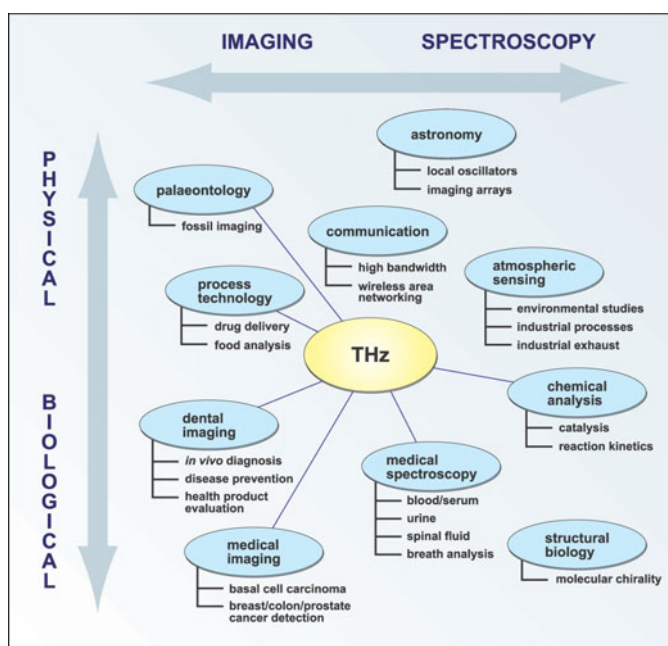 IMAGING
SPECTROSCOPY
PHYSICAL
BIOLOGICAL
astronomy
local oscillators
imaging arrays
palaeontology
fossil imaging
communication
high bandwidth
wireless area
networking
atmospheric
sensing
environmental studies
industrial processes
industrial exhaust
process
technology
drug delivery
food analysis
THz
chemical
analysis
catalysis
reaction kinetics
dental
imaging
in vivo diagnosis
disease prevention
health product
evaluation
medical
spectroscopy
blood/serum
urine
spinal fluid
breath analysis
medical
imaging
basal cell carcinoma
breast/colon/prostate
cancer detection
structural
biology
molecular chirality